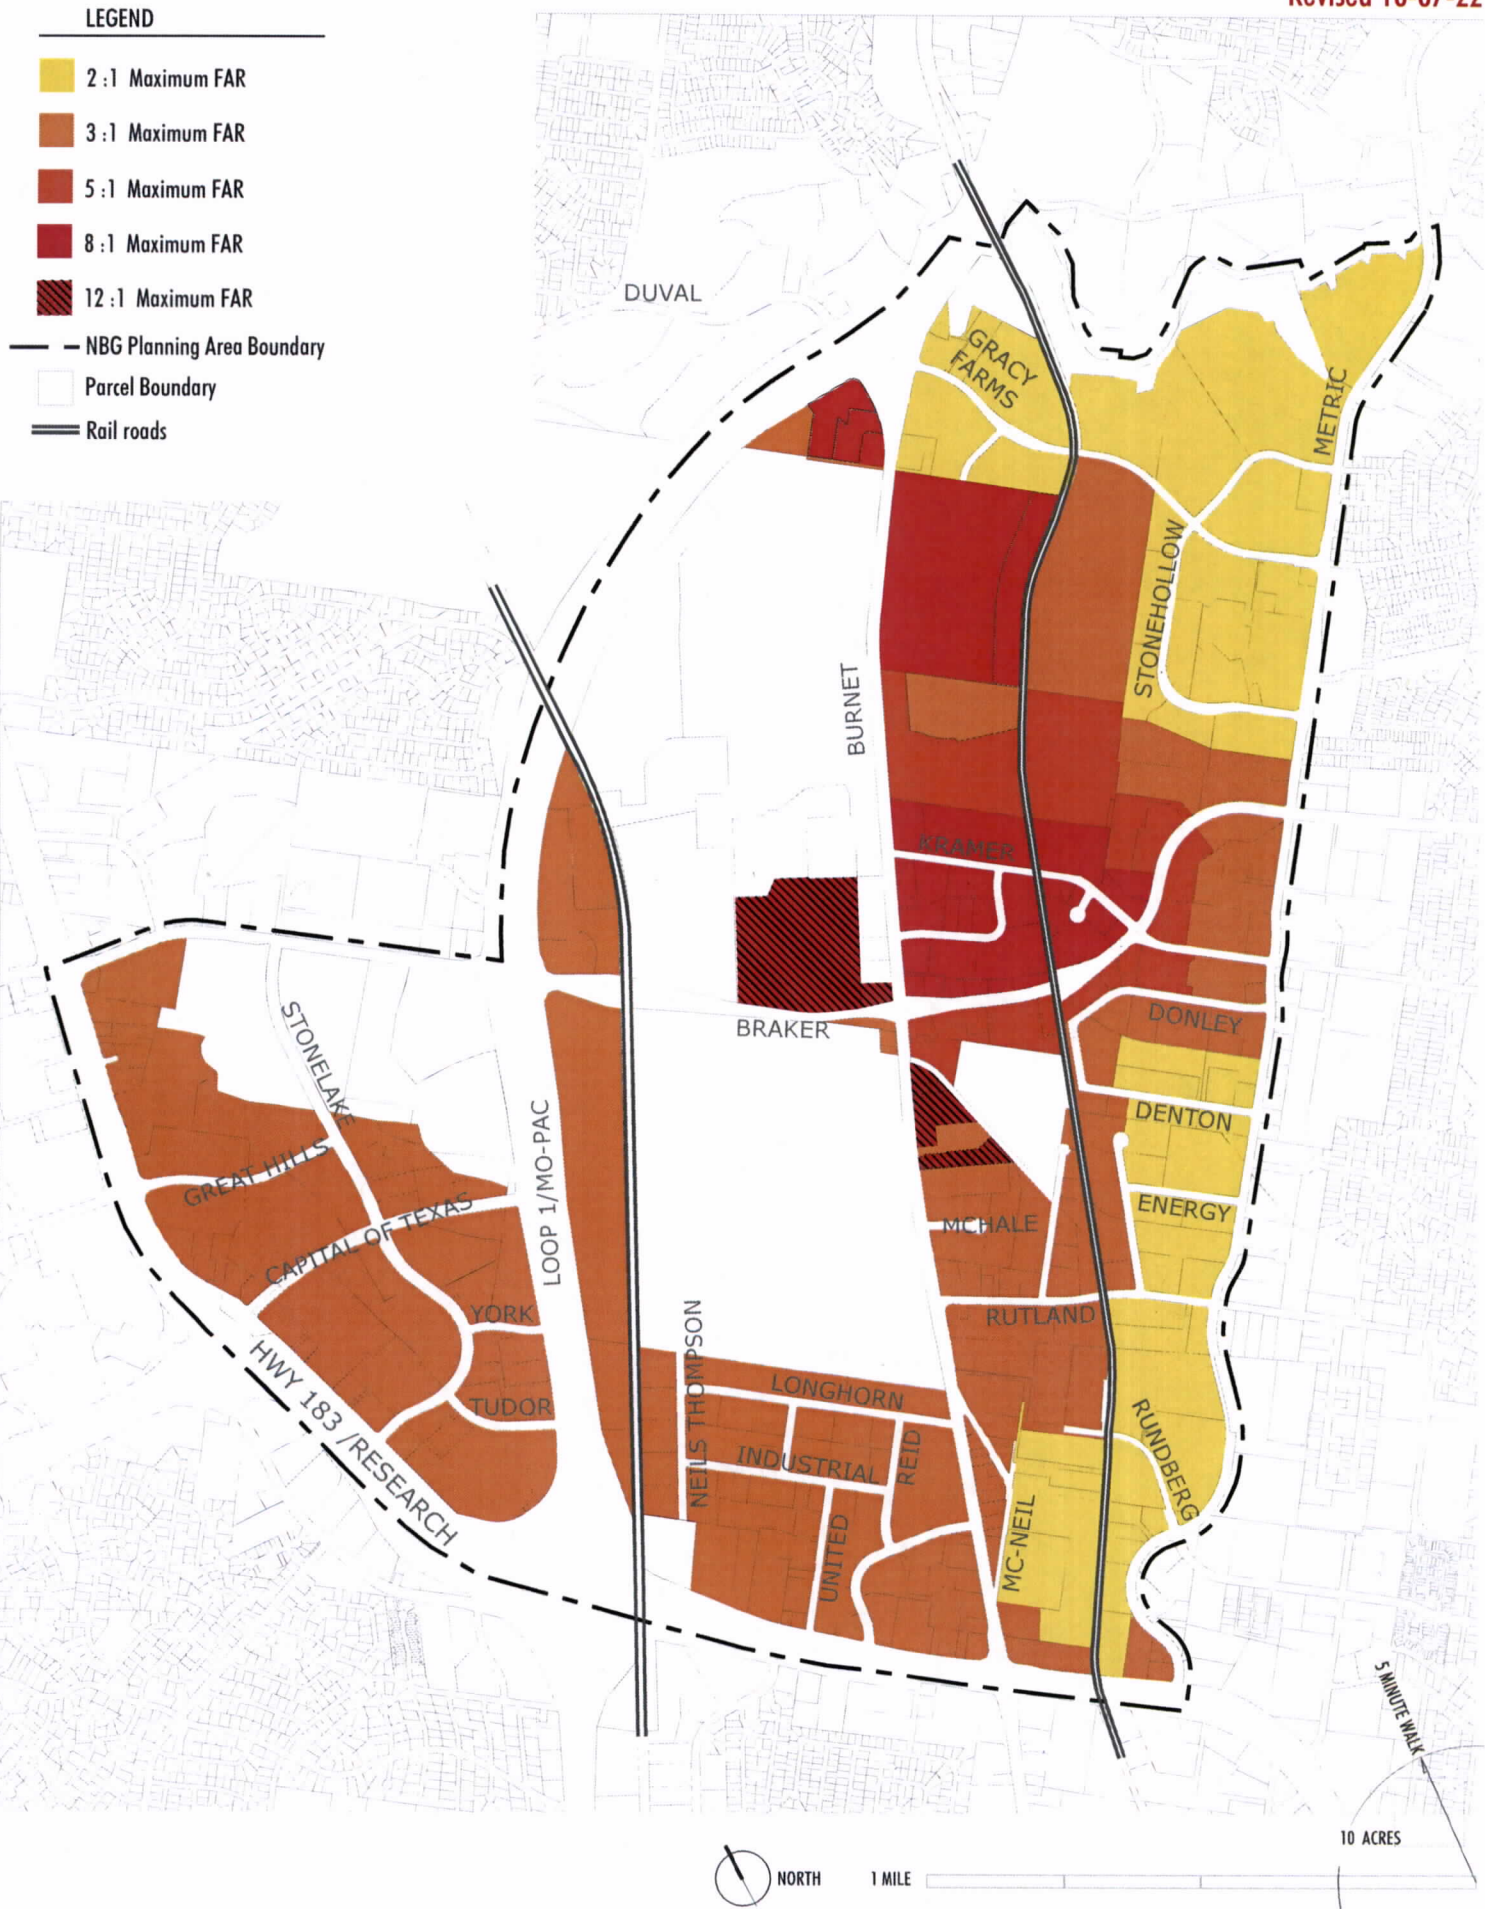 LEGEND
2 :1 Maximum FAR
3 :1 Maximum FAR
5 :1 Maximum FAR
8 :1 Maximum FAR
12 :1 Maximum FAR
NBG Planning Area Boundary
Parcel Boundary
Rail roads
DUVAL
GRACY
FARMS
METRIC
STONEHOLLOW
BURNET
KRAMER
BRAKER
DONLEY
DENTON
ENERGY
STONELAKE
GREAT HILLS
CAPITAL OF TEXAS
LOOP 1/MO-PAC
MCHALE
RUTLAND
YORK
TUDOR
HWY 183 /RESEARCH
NEILS THOMPSON
LONGHORN
INDUSTRIAL
REID
UNITED
MC-NEIL
RUNDBERG
5 MINUTE WALK
10 ACRES
NORTH
1 MILE